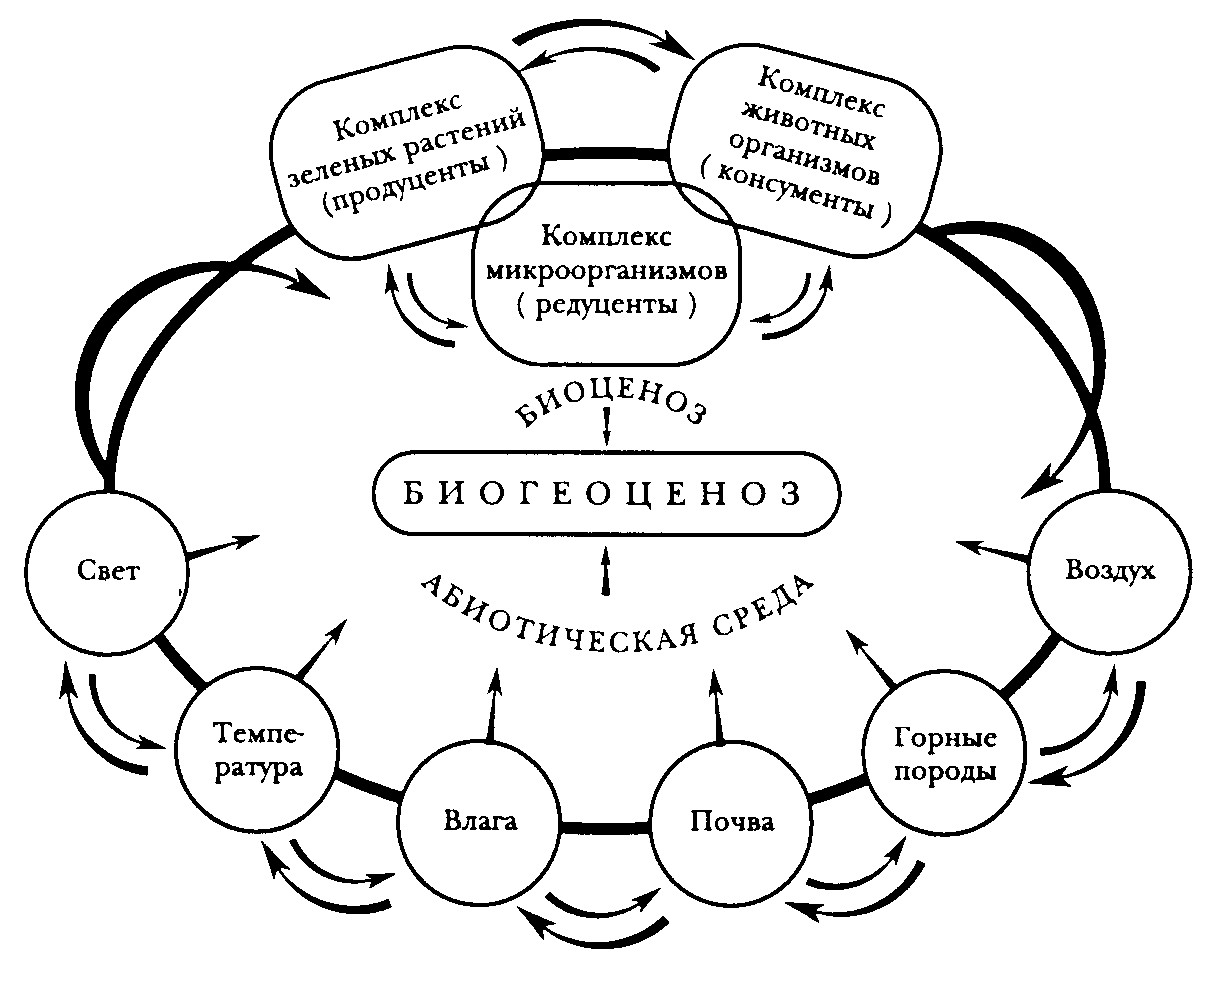 Комплекс
зеленых растений
(продуценты )
Комплекс
животных
организмов
( консументы )
Комплекс
микроорганизмов
( редуценты )
БИОЦЕНОЗ
БИОГЕОЦЕНОЗ
АБИОТИЧЕСКАЯ СРЕДА
Свет
Воздух
Темпе-
ратура
Горные
породы
Влага
Почва